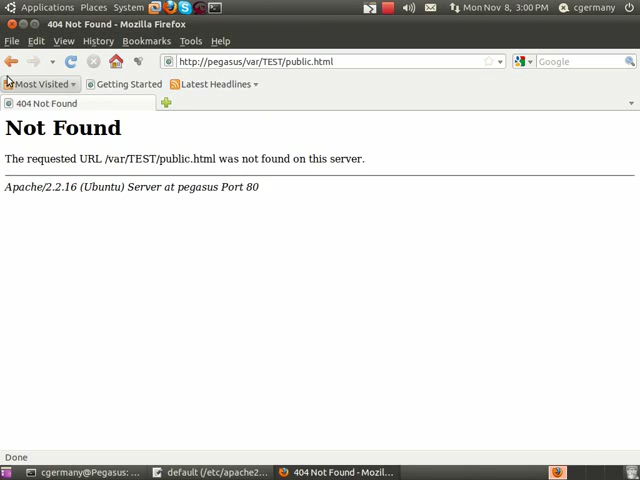 Applications Places System Mon Nov 8, 3:00 PM cgermany
404 Not Found - Mozilla Firefox
File Edit View History Bookmarks Tools Help
http://pegasus/var/TEST/public.html Google
Most Visited Getting Started Latest Headlines
404 Not Found
Not Found
The requested URL /var/TEST/public.html was not found on this server.
Apache/2.2.16 (Ubuntu) Server at pegasus Port 80
Done
cgermany@Pegasus: ... default (/etc/apache2... 404 Not Found - Mozil...